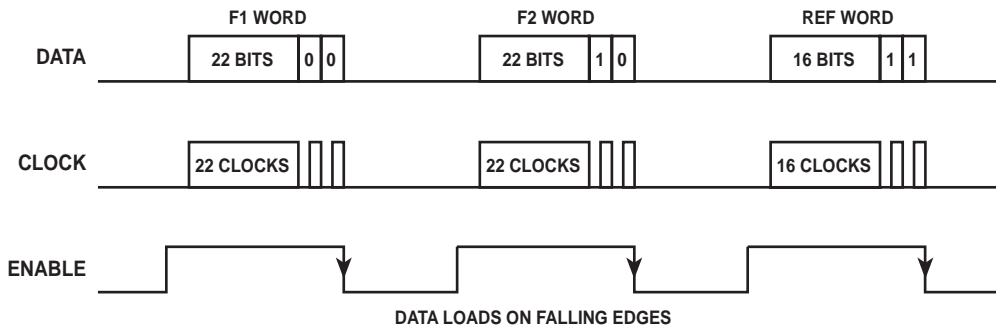 F1 WORD F2 WORD REF WORD
DATA 22 BITS 0 0 22 BITS 1 0 16 BITS 1 1
CLOCK 22 CLOCKS 22 CLOCKS 16 CLOCKS
ENABLE
DATA LOADS ON FALLING EDGES